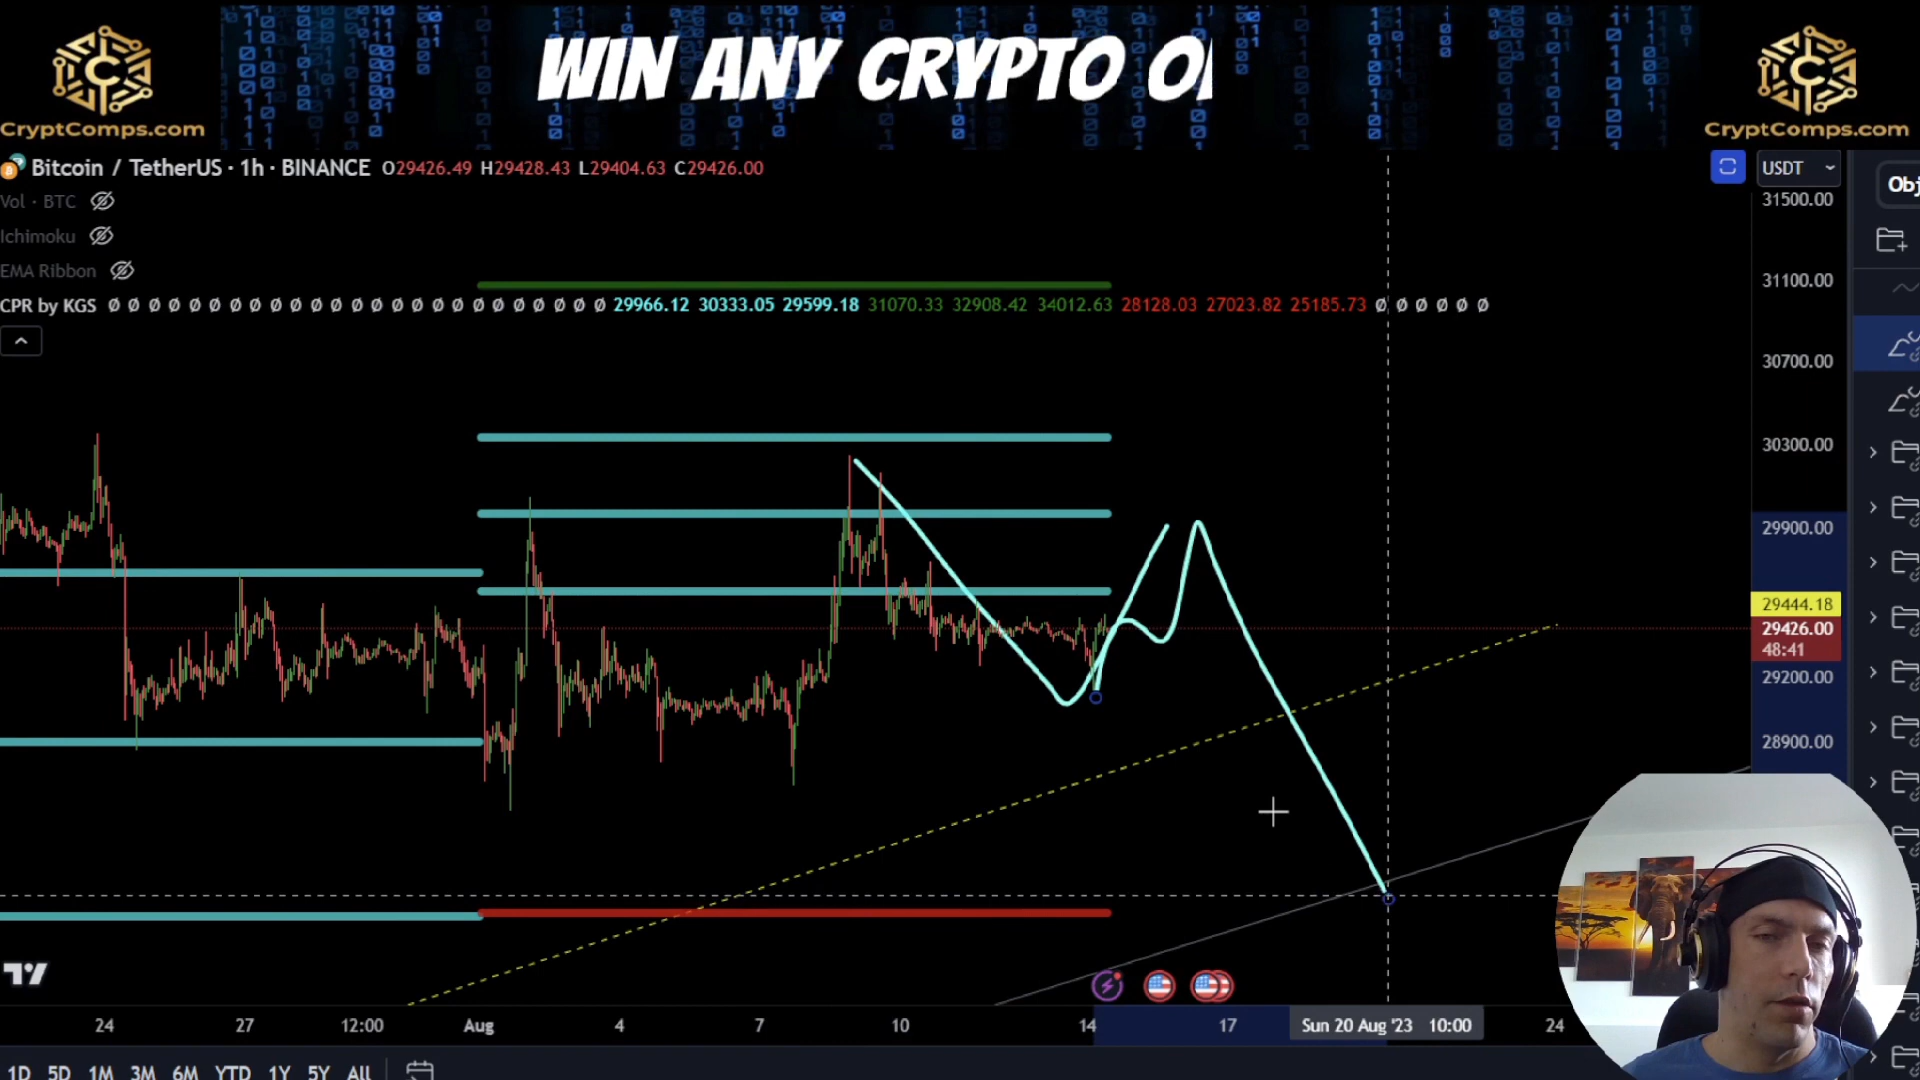 WIN ANY CRYPTO
CryptComps.com
CryptComps.com
Bitcoin / TetherUS · 1h · BINANCE O29426.49 H29428.43 L29404.63 C29426.00
USDT
Obj
Vol · BTC
Ichimoku
EMA Ribbon
CPR by KGS Ø Ø Ø Ø Ø Ø Ø Ø Ø Ø Ø Ø Ø Ø Ø Ø Ø Ø Ø Ø Ø Ø Ø Ø Ø 29966.12 30333.05 29599.18 31070.33 32908.42 34012.63 28128.03 27023.82 25185.73 Ø Ø Ø Ø Ø Ø
31500.00
31100.00
30700.00
30300.00
29900.00
29444.18
29426.00
48:41
29200.00
28900.00
24 27 12:00 Aug 4 7 10 14 17 Sun 20 Aug '23 10:00 24
1D 5D 1M 3M 6M YTD 1Y 5Y All